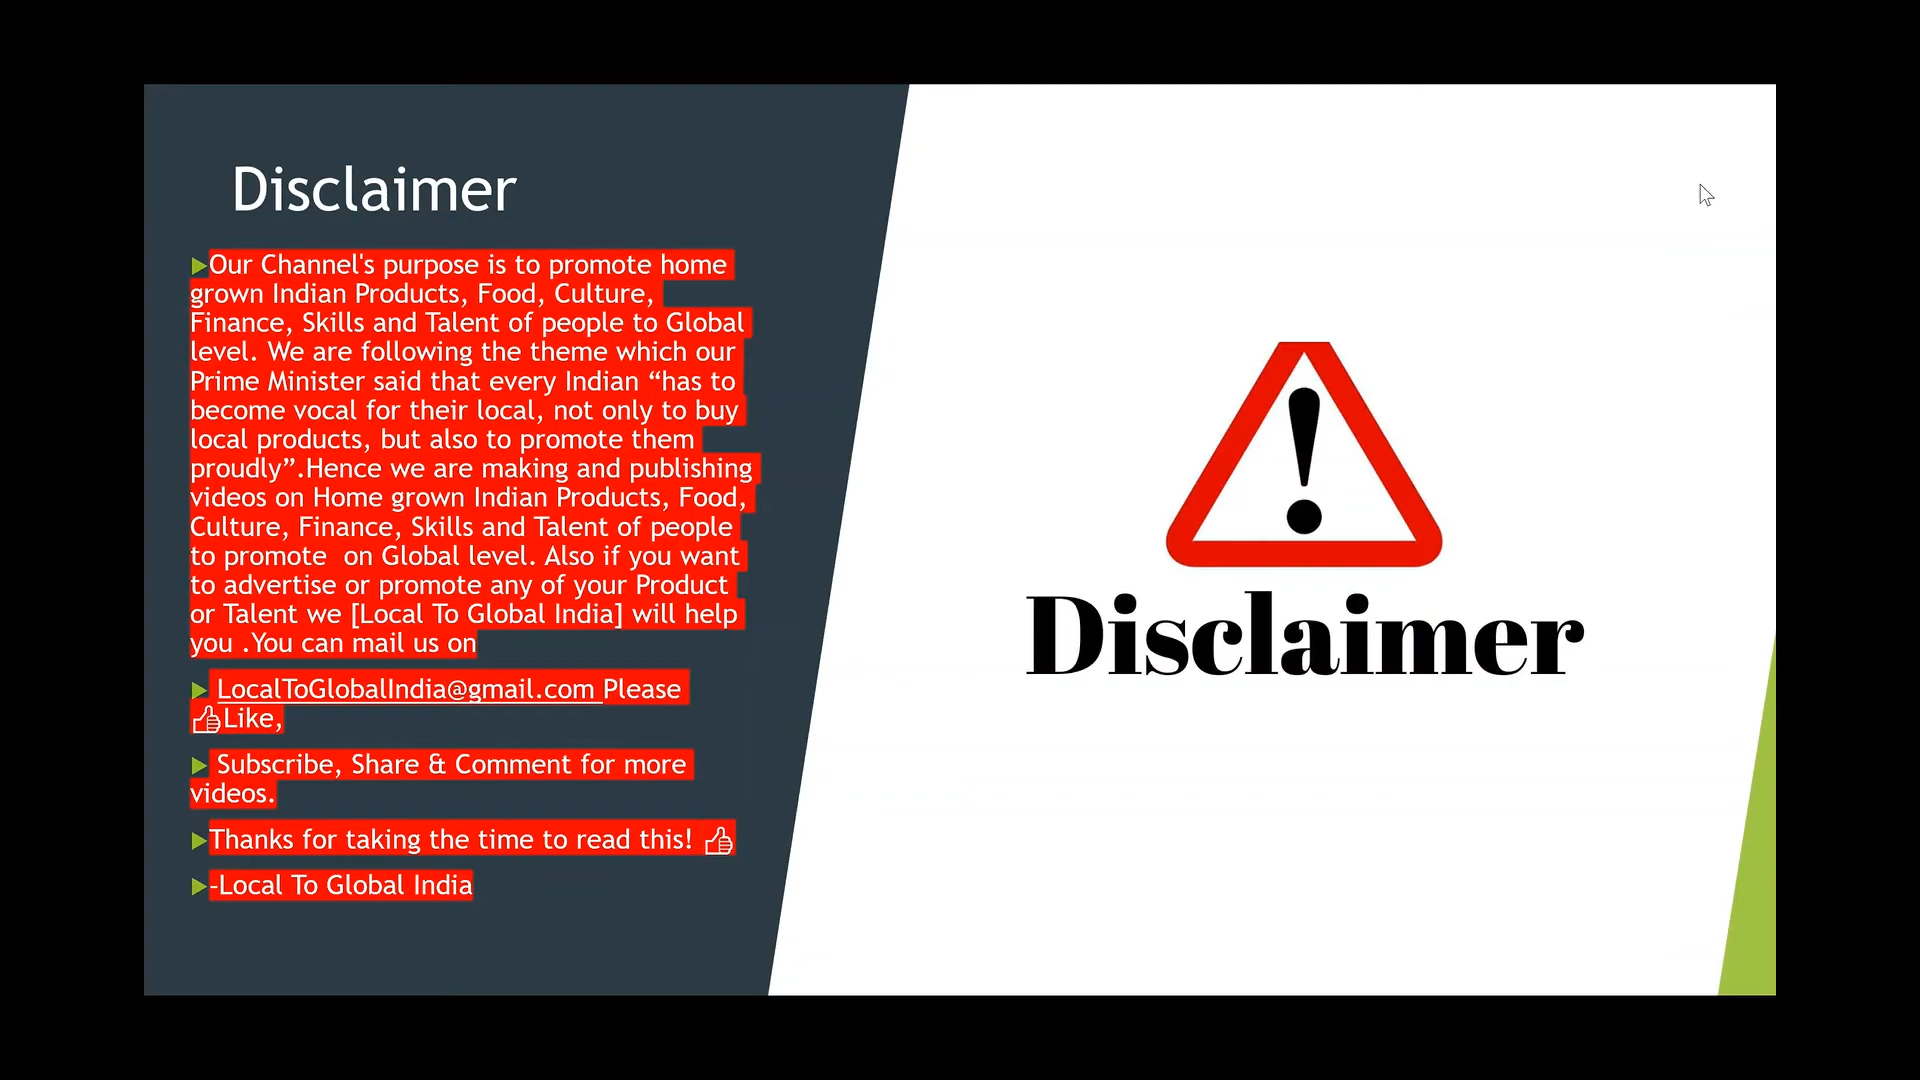 Disclaimer
Our Channel's purpose is to promote home
grown Indian Products, Food, Culture,
Finance, Skills and Talent of people to Global
level. We are following the theme which our
Prime Minister said that every Indian “has to
become vocal for their local, not only to buy
local products, but also to promote them
proudly”.Hence we are making and publishing
videos on Home grown Indian Products, Food,
Culture, Finance, Skills and Talent of people
to promote  on Global level. Also if you want
to advertise or promote any of your Product
or Talent we [Local To Global India] will help
you .You can mail us on
LocalToGlobalIndia@gmail.com Please
👍Like,
Subscribe, Share & Comment for more
videos.
Thanks for taking the time to read this! 👍
-Local To Global India
Disclaimer